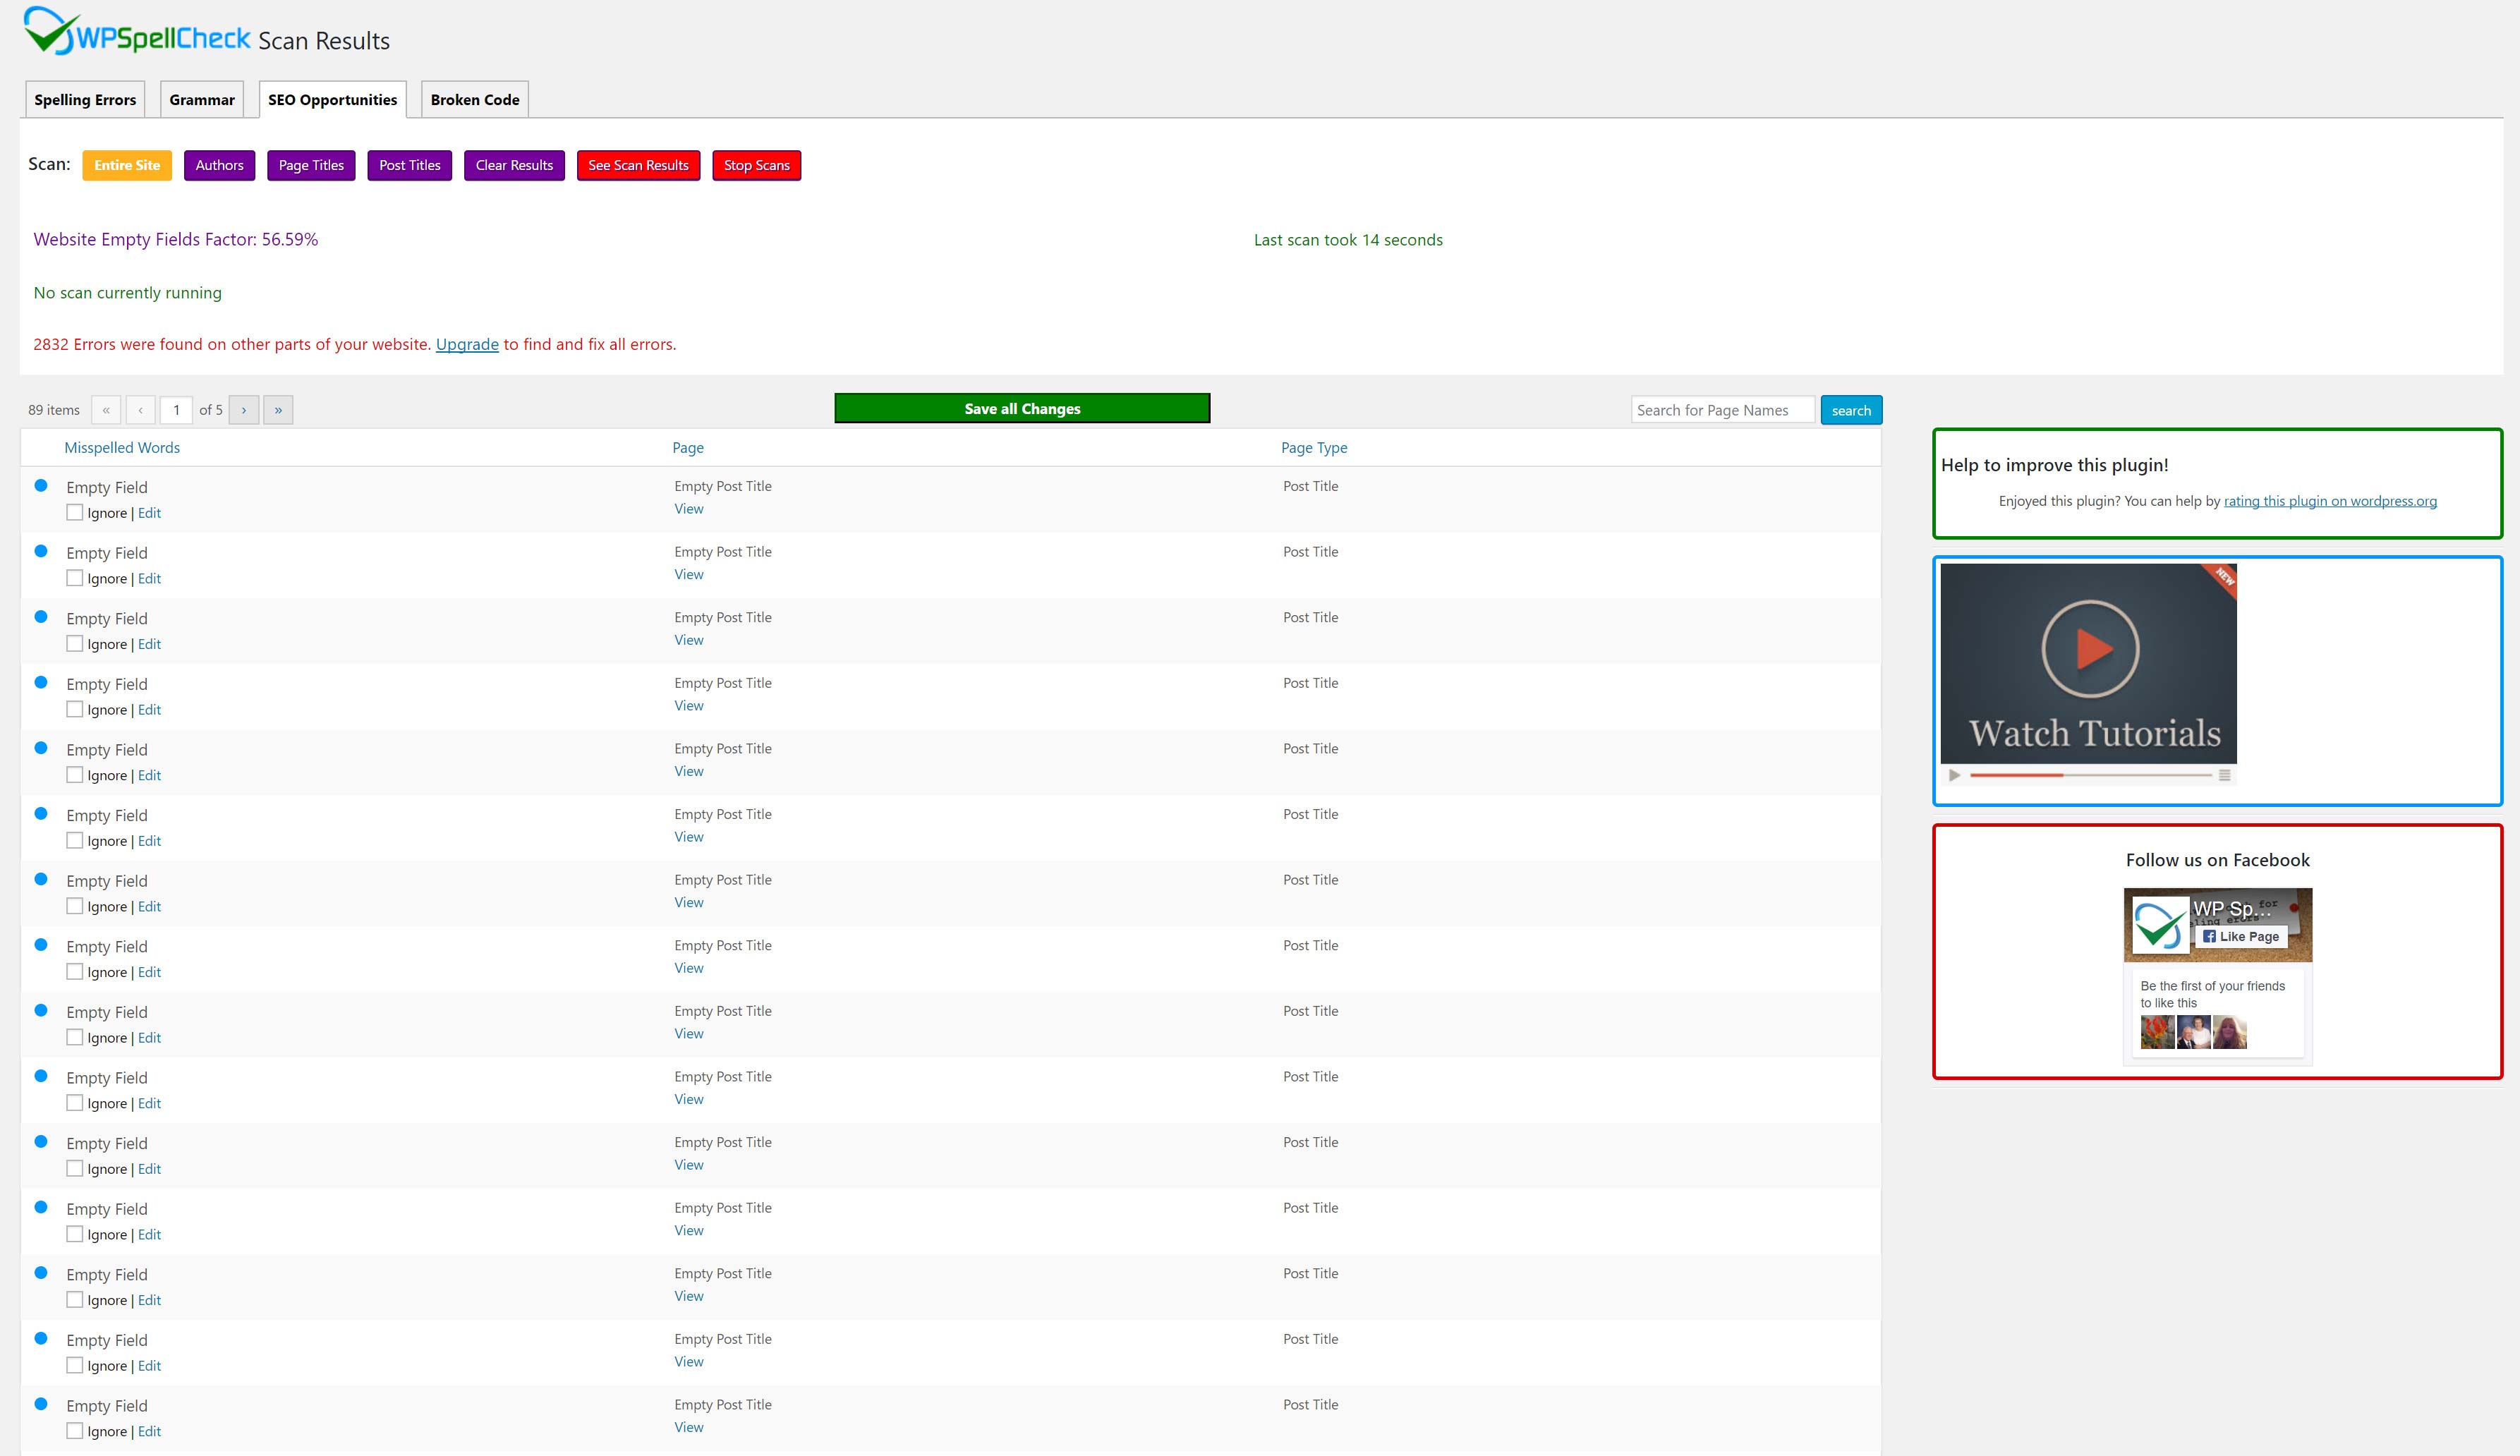 WPSpellCheck Scan Results
Spelling Errors Grammar SEO Opportunities Broken Code
Scan: Entire Site Authors Page Titles Post Titles Clear Results See Scan Results Stop Scans
Website Empty Fields Factor: 56.59% Last scan took 14 seconds
No scan currently running
2832 Errors were found on other parts of your website. Upgrade to find and fix all errors.
89 items « ‹ 1 of 5 › » Save all Changes Search for Page Names search
Misspelled Words Page Page Type
Empty Field Empty Post Title Post Title
Ignore | Edit View
Empty Field Empty Post Title Post Title
Ignore | Edit View
Empty Field Empty Post Title Post Title
Ignore | Edit View
Empty Field Empty Post Title Post Title
Ignore | Edit View
Empty Field Empty Post Title Post Title
Ignore | Edit View
Empty Field Empty Post Title Post Title
Ignore | Edit View
Empty Field Empty Post Title Post Title
Ignore | Edit View
Empty Field Empty Post Title Post Title
Ignore | Edit View
Empty Field Empty Post Title Post Title
Ignore | Edit View
Empty Field Empty Post Title Post Title
Ignore | Edit View
Empty Field Empty Post Title Post Title
Ignore | Edit View
Empty Field Empty Post Title Post Title
Ignore | Edit View
Empty Field Empty Post Title Post Title
Ignore | Edit View
Empty Field Empty Post Title Post Title
Ignore | Edit View
Empty Field Empty Post Title Post Title
Ignore | Edit View
Help to improve this plugin!
Enjoyed this plugin? You can help by rating this plugin on wordpress.org
NEW
Watch Tutorials
Follow us on Facebook
WP Sp...
Like Page
Be the first of your friends
to like this